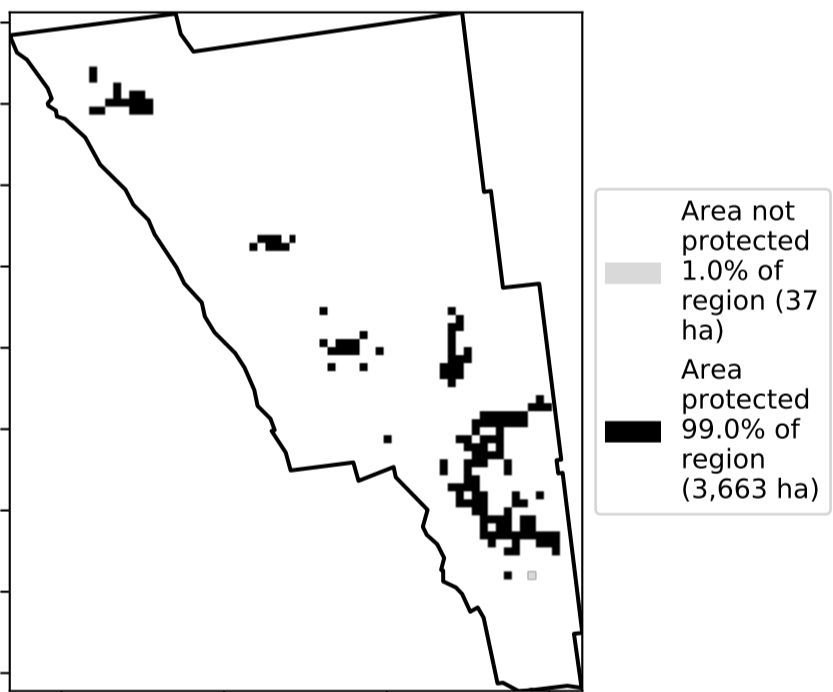 Area not
protected
1.0% of
region (37
ha)
Area
protected
99.0% of
region
(3,663 ha)